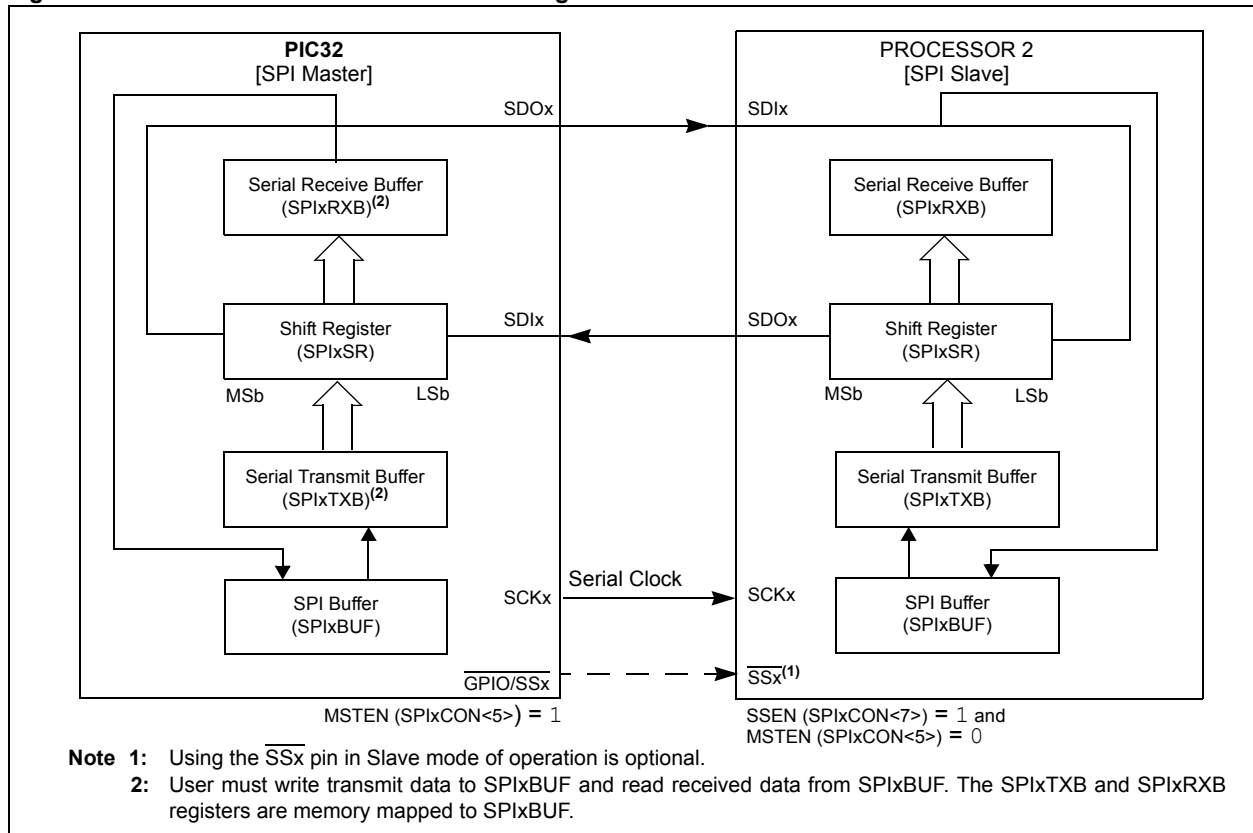 PIC32
[SPI Master]
PROCESSOR 2
[SPI Slave]
SDOx
SDIx
Serial Receive Buffer
(SPIxRXB)(2)
Serial Receive Buffer
(SPIxRXB)
Shift Register
(SPIxSR)
SDIx
SDOx
Shift Register
(SPIxSR)
MSb
LSb
MSb
LSb
Serial Transmit Buffer
(SPIxTXB)(2)
Serial Transmit Buffer
(SPIxTXB)
SPI Buffer
(SPIxBUF)
SCKx
Serial Clock
SCKx
SPI Buffer
(SPIxBUF)
GPIO/SSx
SSx(1)
MSTEN (SPIxCON<5>) = 1
SSEN (SPIxCON<7>) = 1 and
MSTEN (SPIxCON<5>) = 0
Note 1: Using the SSx pin in Slave mode of operation is optional.
2: User must write transmit data to SPIxBUF and read received data from SPIxBUF. The SPIxTXB and SPIxRXB
registers are memory mapped to SPIxBUF.